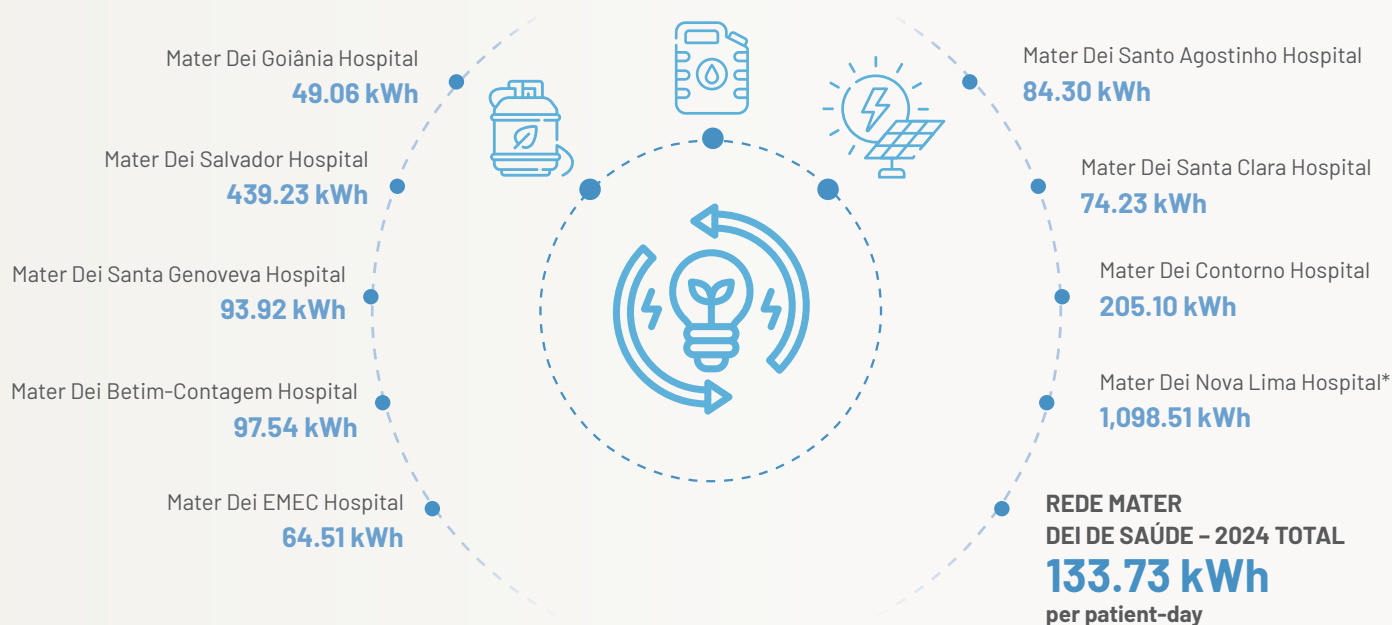 Mater Dei Goiânia Hospital
49.06 kWh
Mater Dei Salvador Hospital
439.23 kWh
Mater Dei Santa Genoveva Hospital
93.92 kWh
Mater Dei Betim-Contagem Hospital
97.54 kWh
Mater Dei EMEC Hospital
64.51 kWh
Mater Dei Santo Agostinho Hospital
84.30 kWh
Mater Dei Santa Clara Hospital
74.23 kWh
Mater Dei Contorno Hospital
205.10 kWh
Mater Dei Nova Lima Hospital*
1,098.51 kWh
REDE MATER
DEI DE SAÚDE – 2024 TOTAL
133.73 kWh
per patient-day